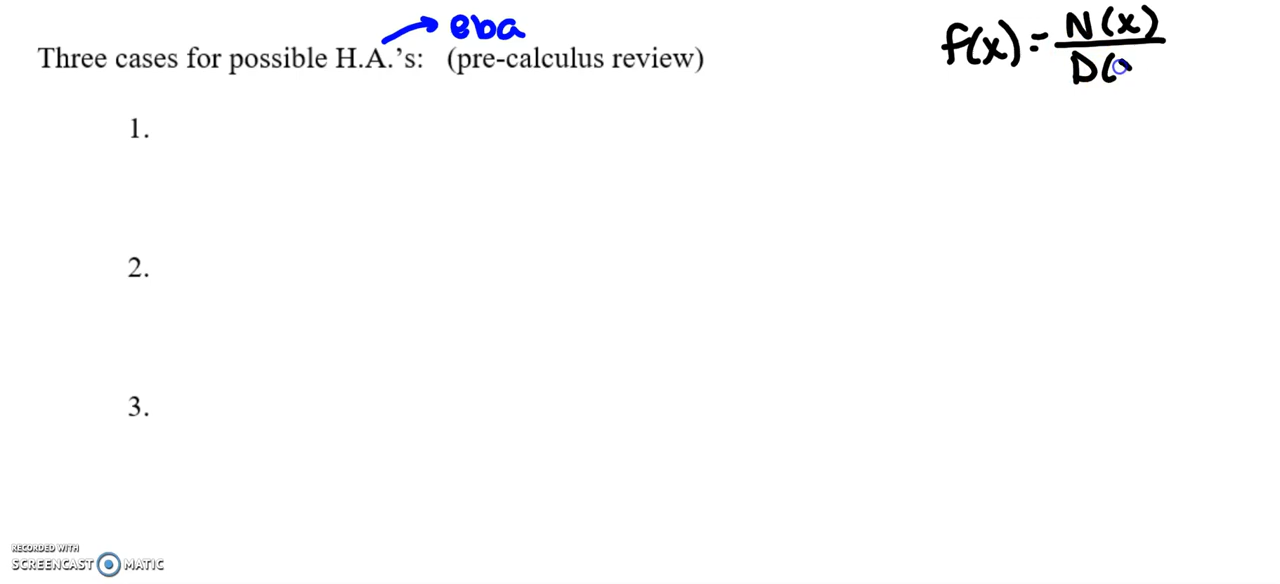 eba
Three cases for possible H.A.'s: (pre-calculus review)
f(x) = N(x)
D(
1.
2.
3.
RECORDED WITH
SCREENCAST MATIC